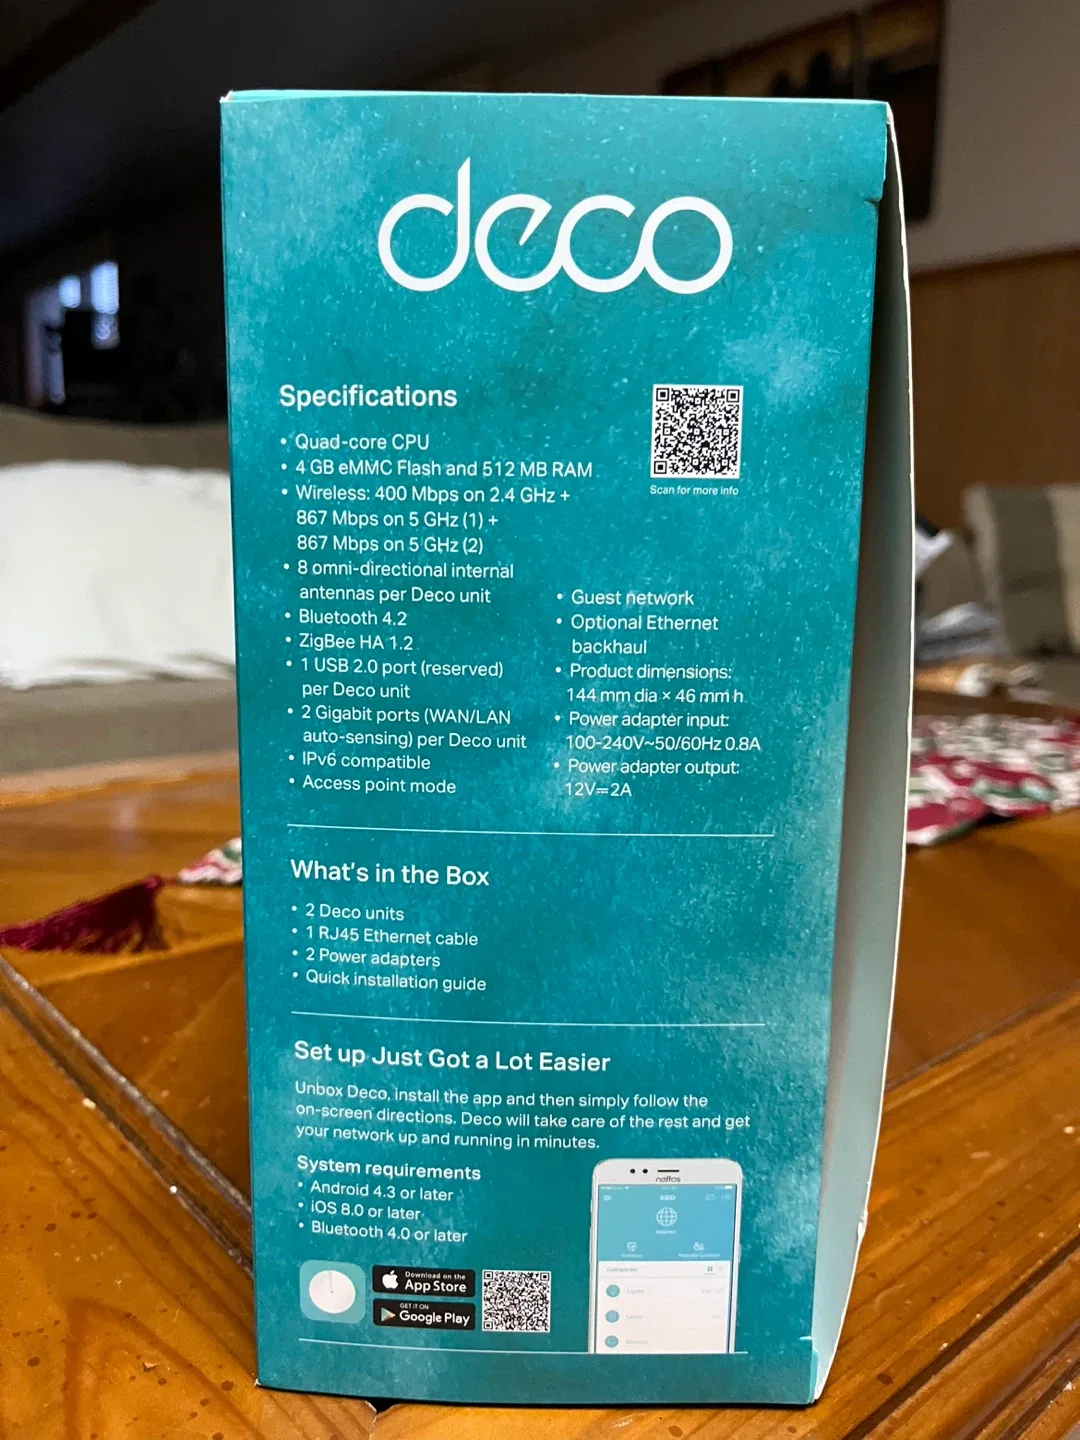 deco
Specifications
Scan for more info
• Quad-core CPU
• 4 GB eMMC Flash and 512 MB RAM
• Wireless: 400 Mbps on 2.4 GHz +
867 Mbps on 5 GHz (1) +
867 Mbps on 5 GHz (2)
• 8 omni-directional internal
antennas per Deco unit
• Bluetooth 4.2
• ZigBee HA 1.2
• 1 USB 2.0 port (reserved)
per Deco unit
• 2 Gigabit ports (WAN/LAN
auto-sensing) per Deco unit
• IPv6 compatible
• Access point mode
• Guest network
• Optional Ethernet
backhaul
• Product dimensions:
144 mm dia × 46 mm h
• Power adapter input:
100-240V~50/60Hz 0.8A
• Power adapter output:
12V⎓2A
What's in the Box
• 2 Deco units
• 1 RJ45 Ethernet cable
• 2 Power adapters
• Quick installation guide
Set up Just Got a Lot Easier
Unbox Deco, install the app and then simply follow the
on-screen directions. Deco will take care of the rest and get
your network up and running in minutes.
System requirements
• Android 4.3 or later
• iOS 8.0 or later
• Bluetooth 4.0 or later
Download on the
App Store
GET IT ON
Google Play
neffos
SSID
Internet
Categories
Lights